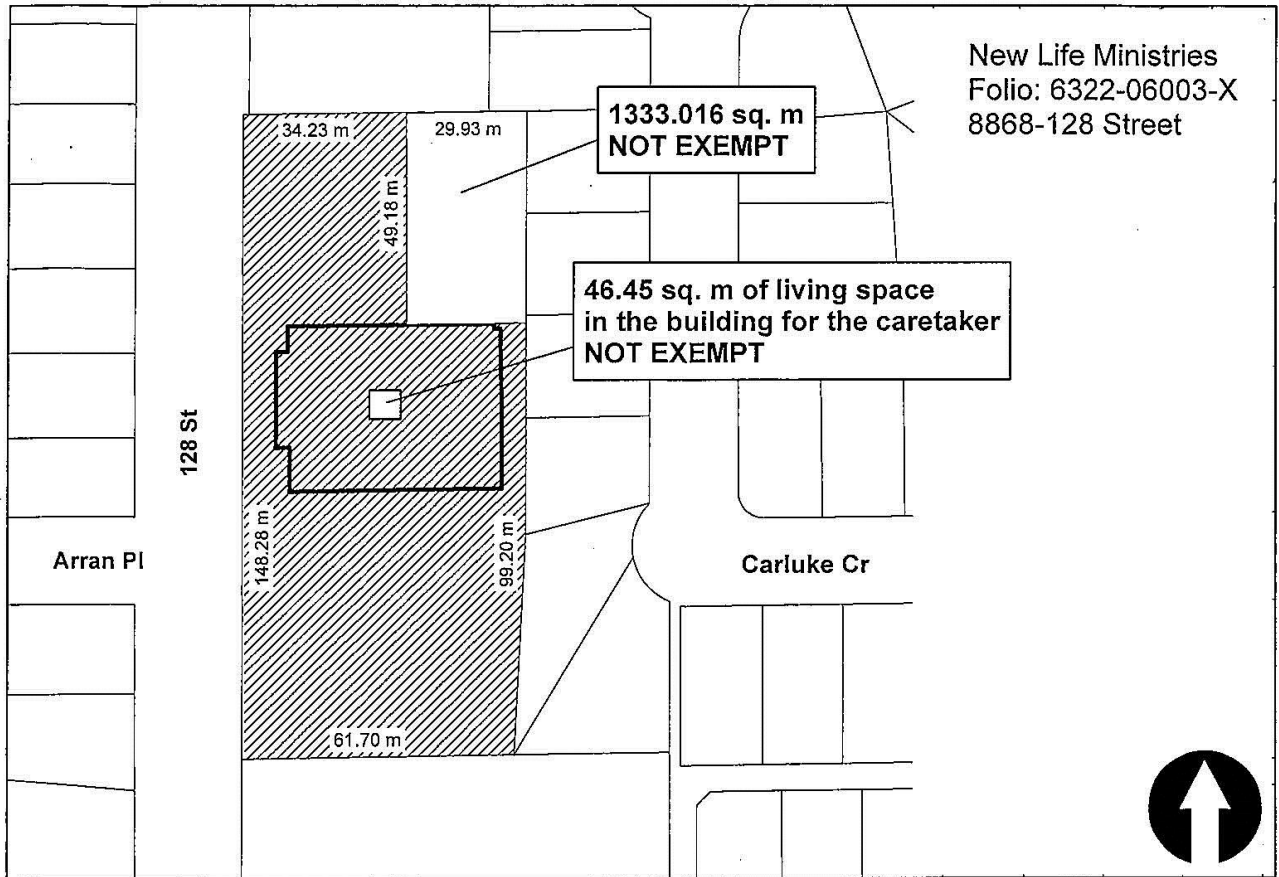 New Life Ministries
Folio: 6322-06003-X
8868-128 Street
1333.016 sq. m
NOT EXEMPT
34.23 m
29.93 m
49.18 m
46.45 sq. m of living space
in the building for the caretaker
NOT EXEMPT
128 St
148.28 m
99.20 m
Arran Pl
Carluke Cr
61.70 m